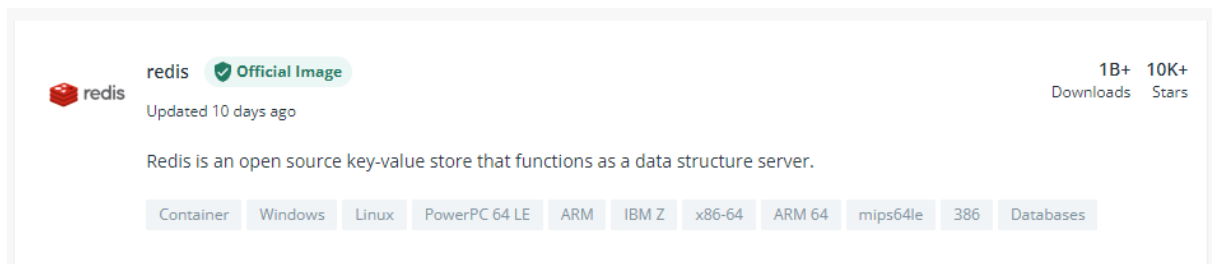 redis
redis Official Image
1B+ 10K+
Downloads Stars
Updated 10 days ago
Redis is an open source key-value store that functions as a data structure server.
Container Windows Linux PowerPC 64 LE ARM IBM Z x86-64 ARM 64 mips64le 386 Databases